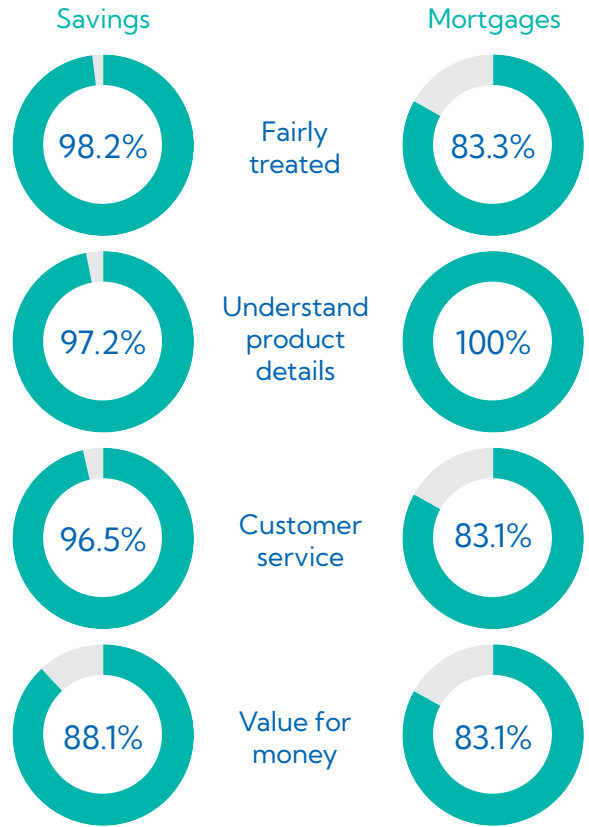 Savings
Mortgages
98.2%
Fairly
treated
83.3%
97.2%
Understand
product
details
100%
96.5%
Customer
service
83.1%
88.1%
Value for
money
83.1%